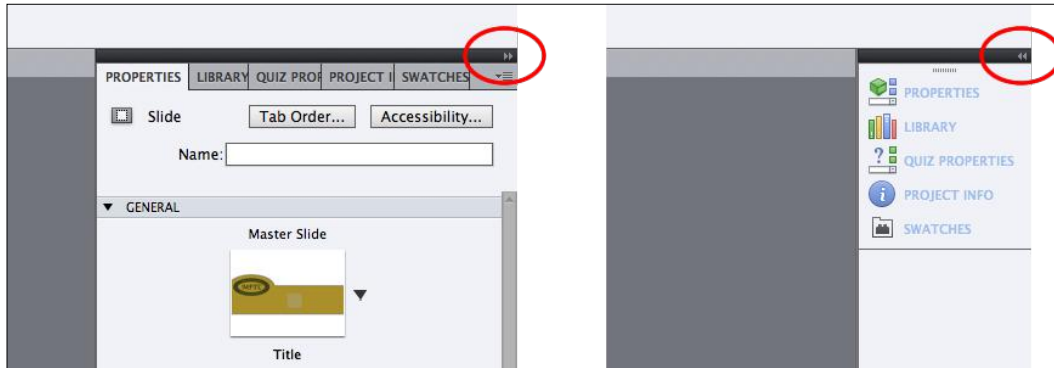 PROPERTIES LIBRARY QUIZ PROF PROJECT I SWATCHES
Slide Tab Order... Accessibility...
Name:
GENERAL
Master Slide
Title
PROPERTIES
LIBRARY
QUIZ PROPERTIES
PROJECT INFO
SWATCHES